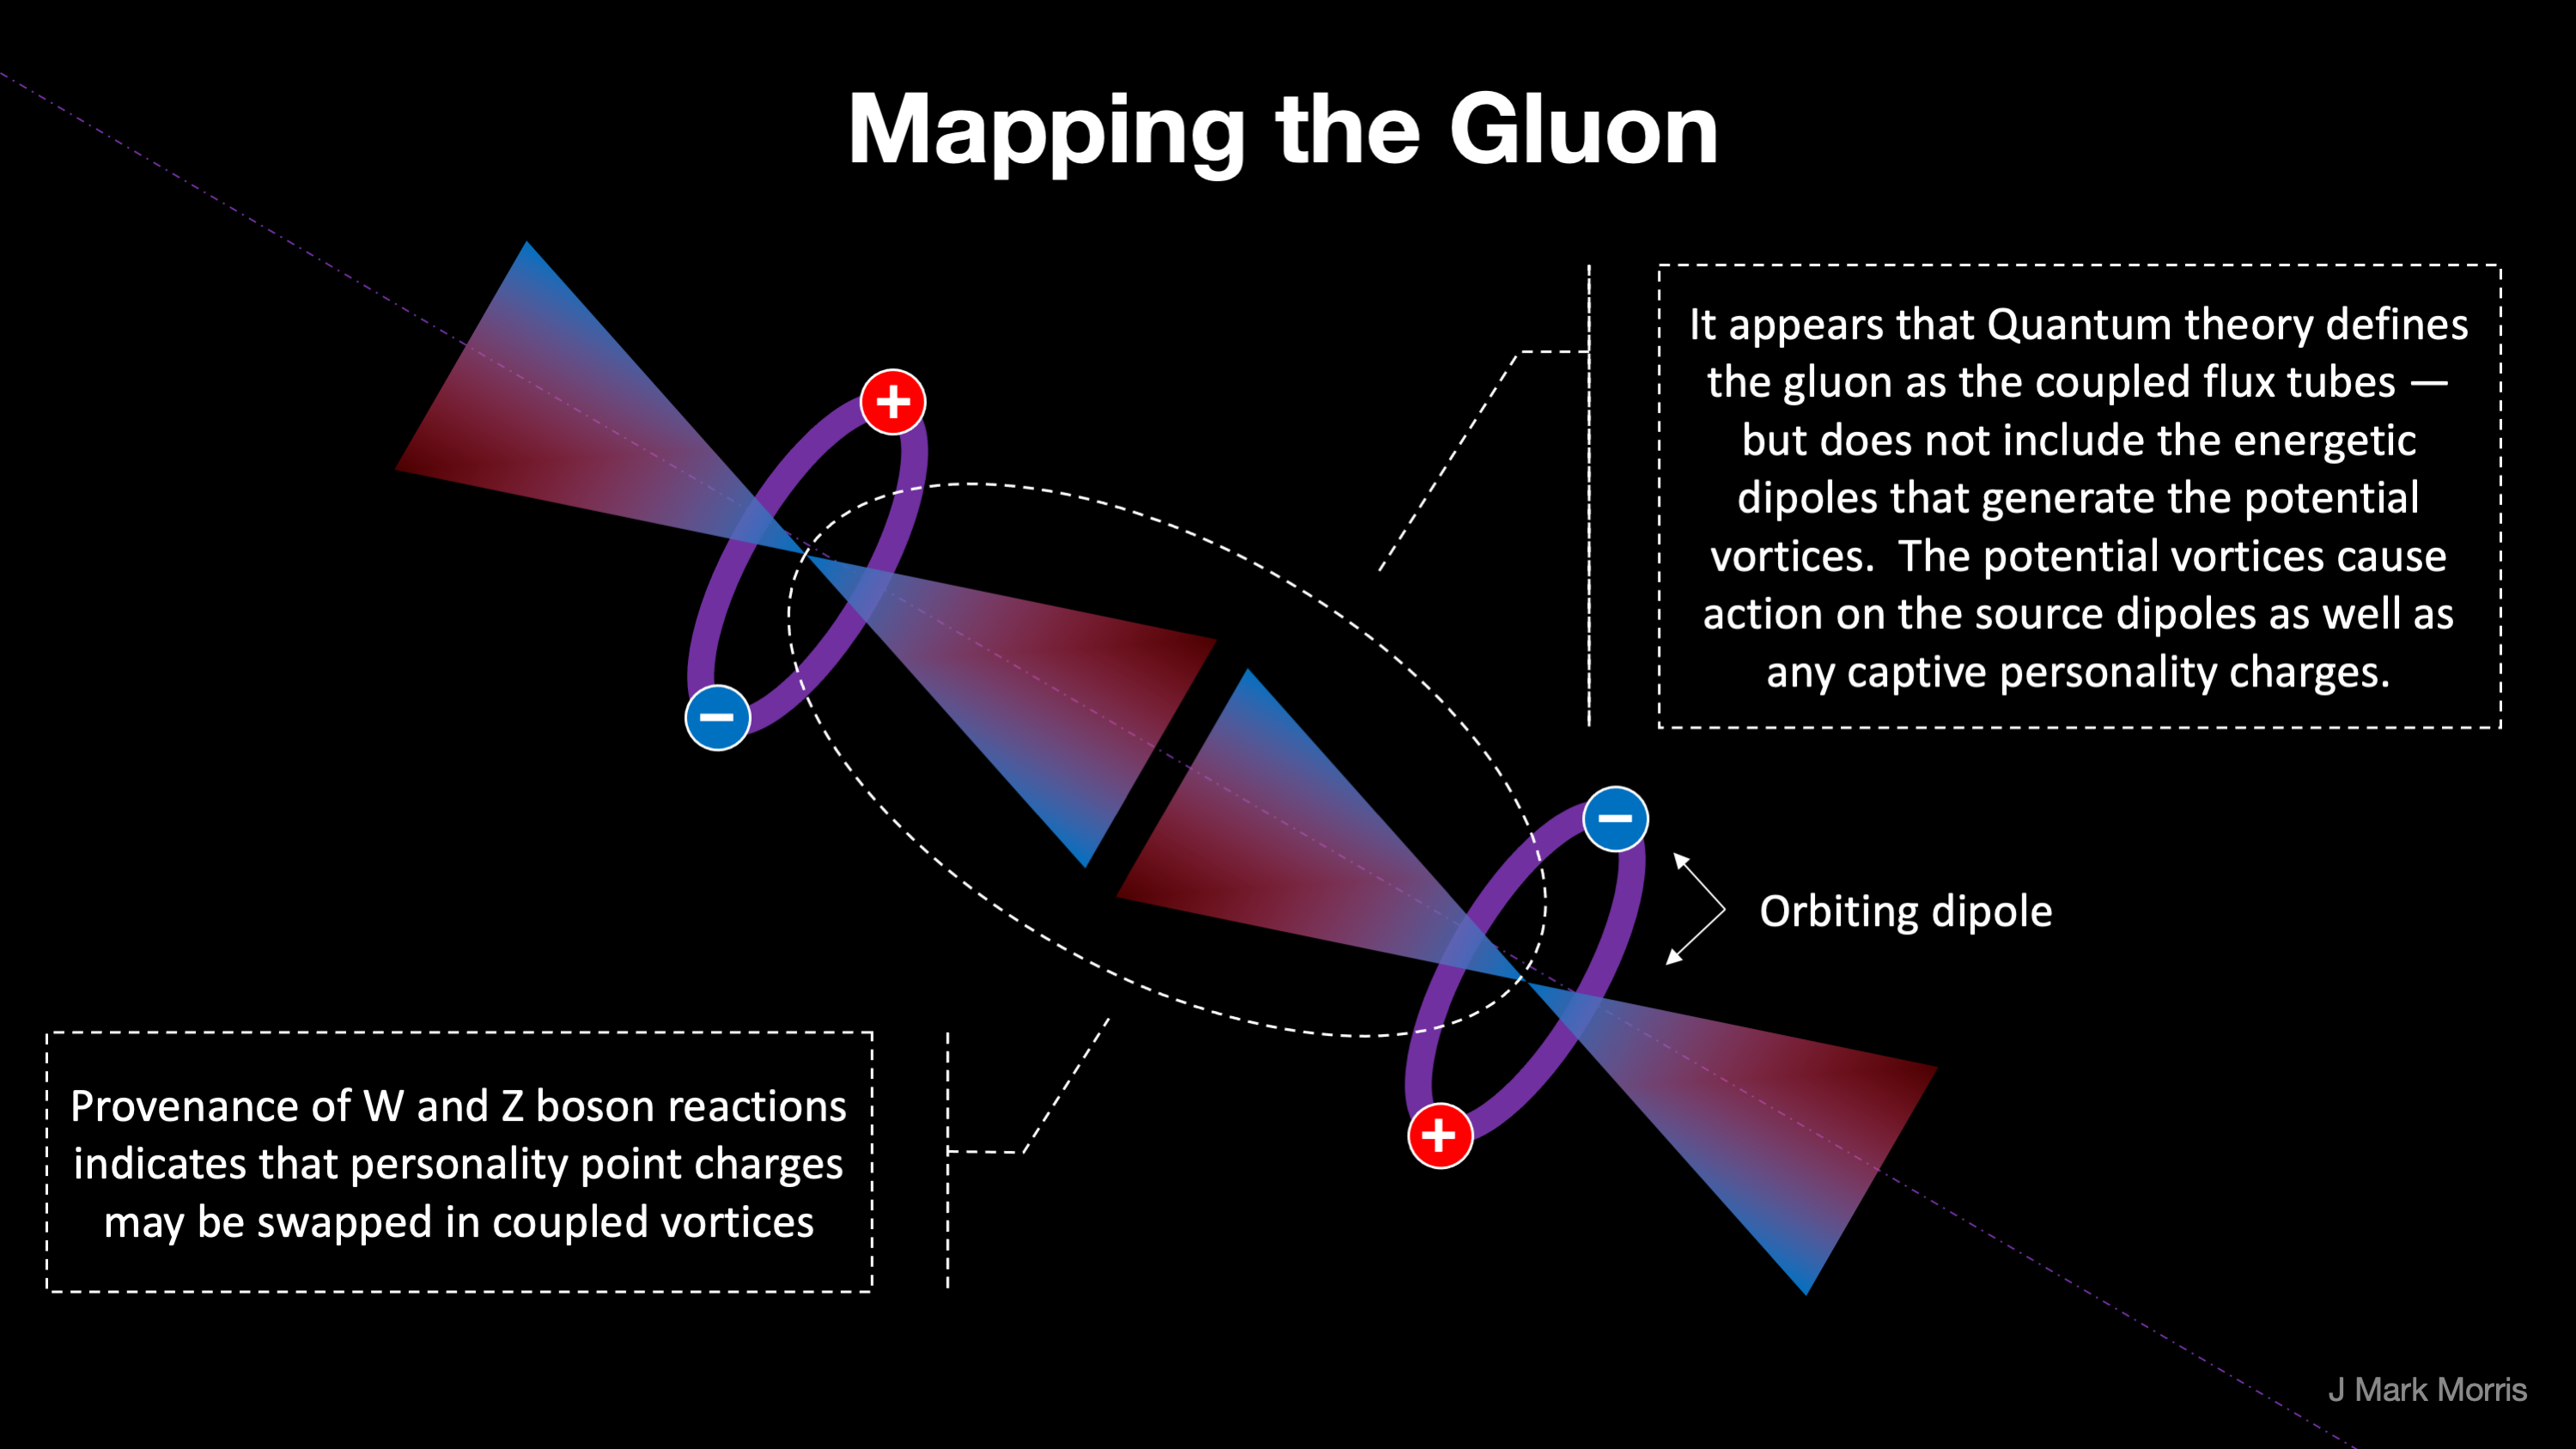 Mapping the Gluon
It appears that Quantum theory defines
the gluon as the coupled flux tubes —
but does not include the energetic
dipoles that generate the potential
vortices.  The potential vortices cause
action on the source dipoles as well as
any captive personality charges.
+
−
−
Orbiting dipole
+
Provenance of W and Z boson reactions
indicates that personality point charges
may be swapped in coupled vortices
J Mark Morris